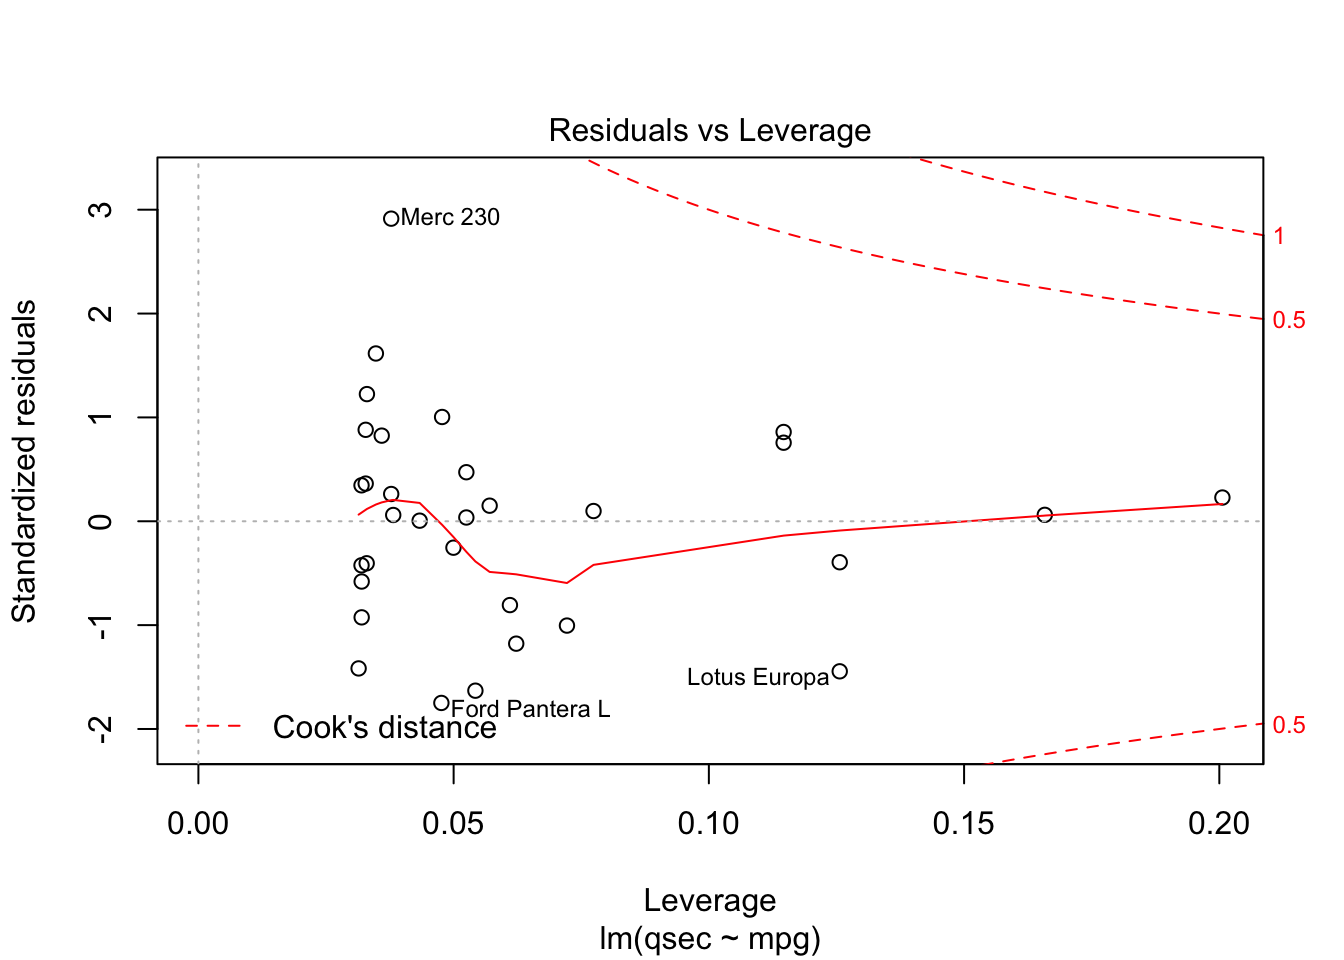 Residuals vs Leverage
Standardized residuals
3
2
1
0
-1
-2
Merc 230
Lotus Europa
Ford Pantera L
Cook's distance
1
0.5
0.5
0.00 0.05 0.10 0.15 0.20
Leverage
lm(qsec ~ mpg)